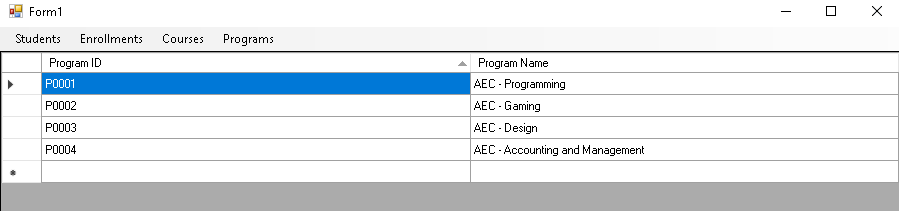 Form1
Students Enrollments Courses Programs
Program ID Program Name
P0001 AEC - Programming
P0002 AEC - Gaming
P0003 AEC - Design
P0004 AEC - Accounting and Management